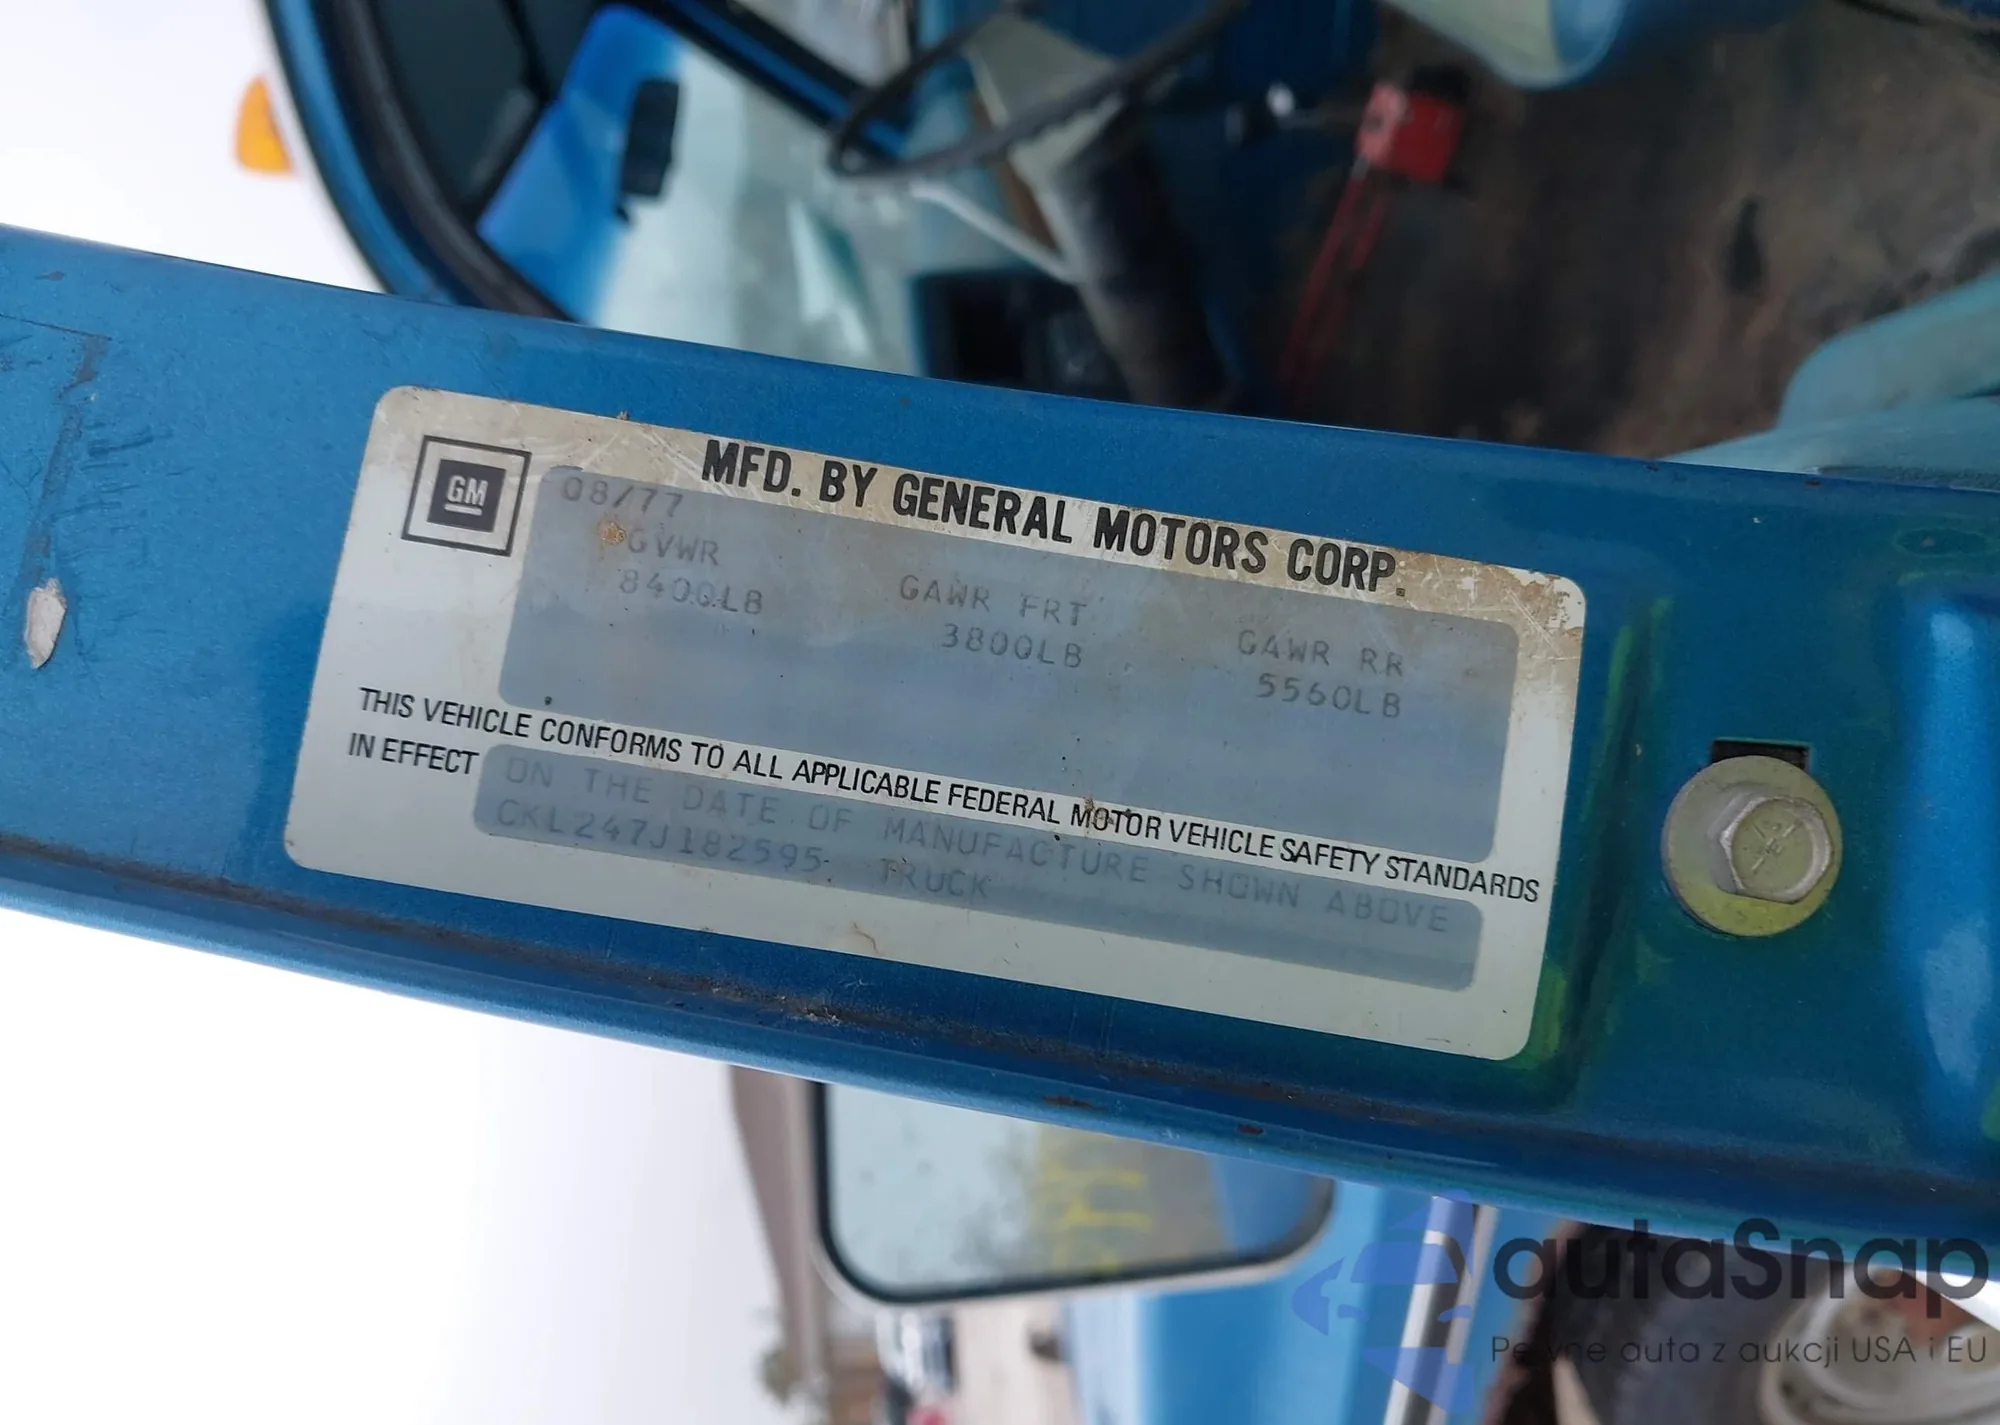 MFD. BY GENERAL MOTORS CORP.
GM
08/77
GVWR GAWR FRT GAWR RR
8400LB 3800LB 5560LB
THIS VEHICLE CONFORMS TO ALL APPLICABLE FEDERAL MOTOR VEHICLE SAFETY STANDARDS
IN EFFECT ON THE DATE OF MANUFACTURE SHOWN ABOVE
CKL247J182595 TRUCK
autaSnap
Pewne auta z aukcji USA i EU